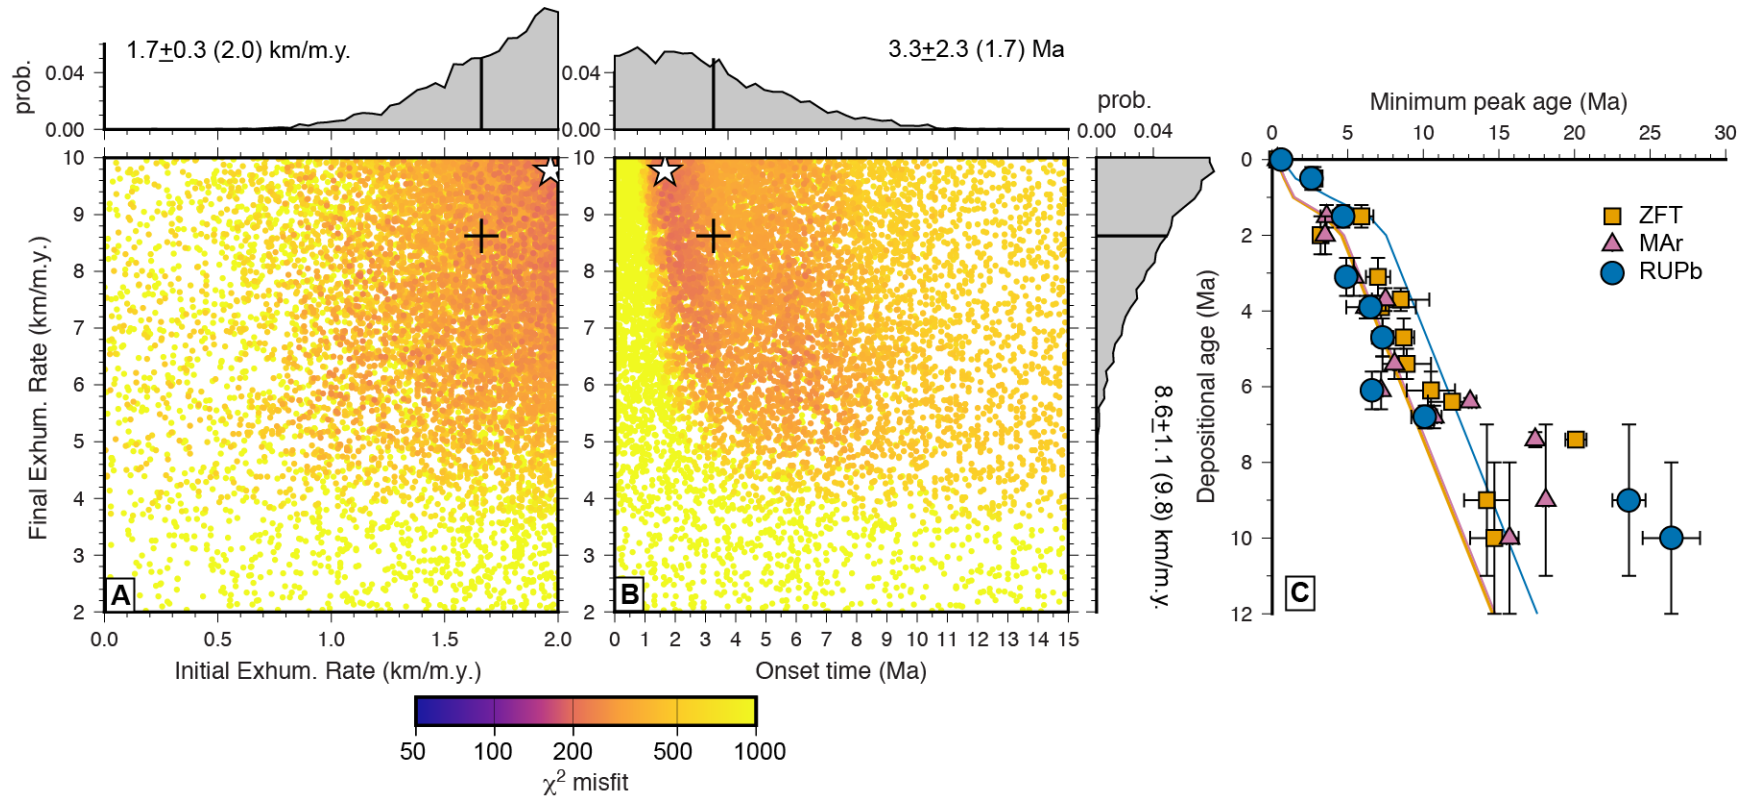 1.7±0.3 (2.0) km/m.y.
prob.
0.04
0.00
3.3±2.3 (1.7) Ma
0.04
0.00
prob.
0.00 0.04
8.6±1.1 (9.8) km/m.y.
Final Exhum. Rate (km/m.y.)
10
9
8
7
6
5
4
3
2
A
0.0 0.5 1.0 1.5 2.0
Initial Exhum. Rate (km/m.y.)
10
9
8
7
6
5
4
3
2
B
0 1 2 3 4 5 6 7 8 9 10 11 12 13 14 15
Onset time (Ma)
50 100 200 500 1000
χ² misfit
Minimum peak age (Ma)
0 5 10 15 20 25 30
Depositional age (Ma)
0
2
4
6
8
10
12
ZFT
MAr
RUPb
C